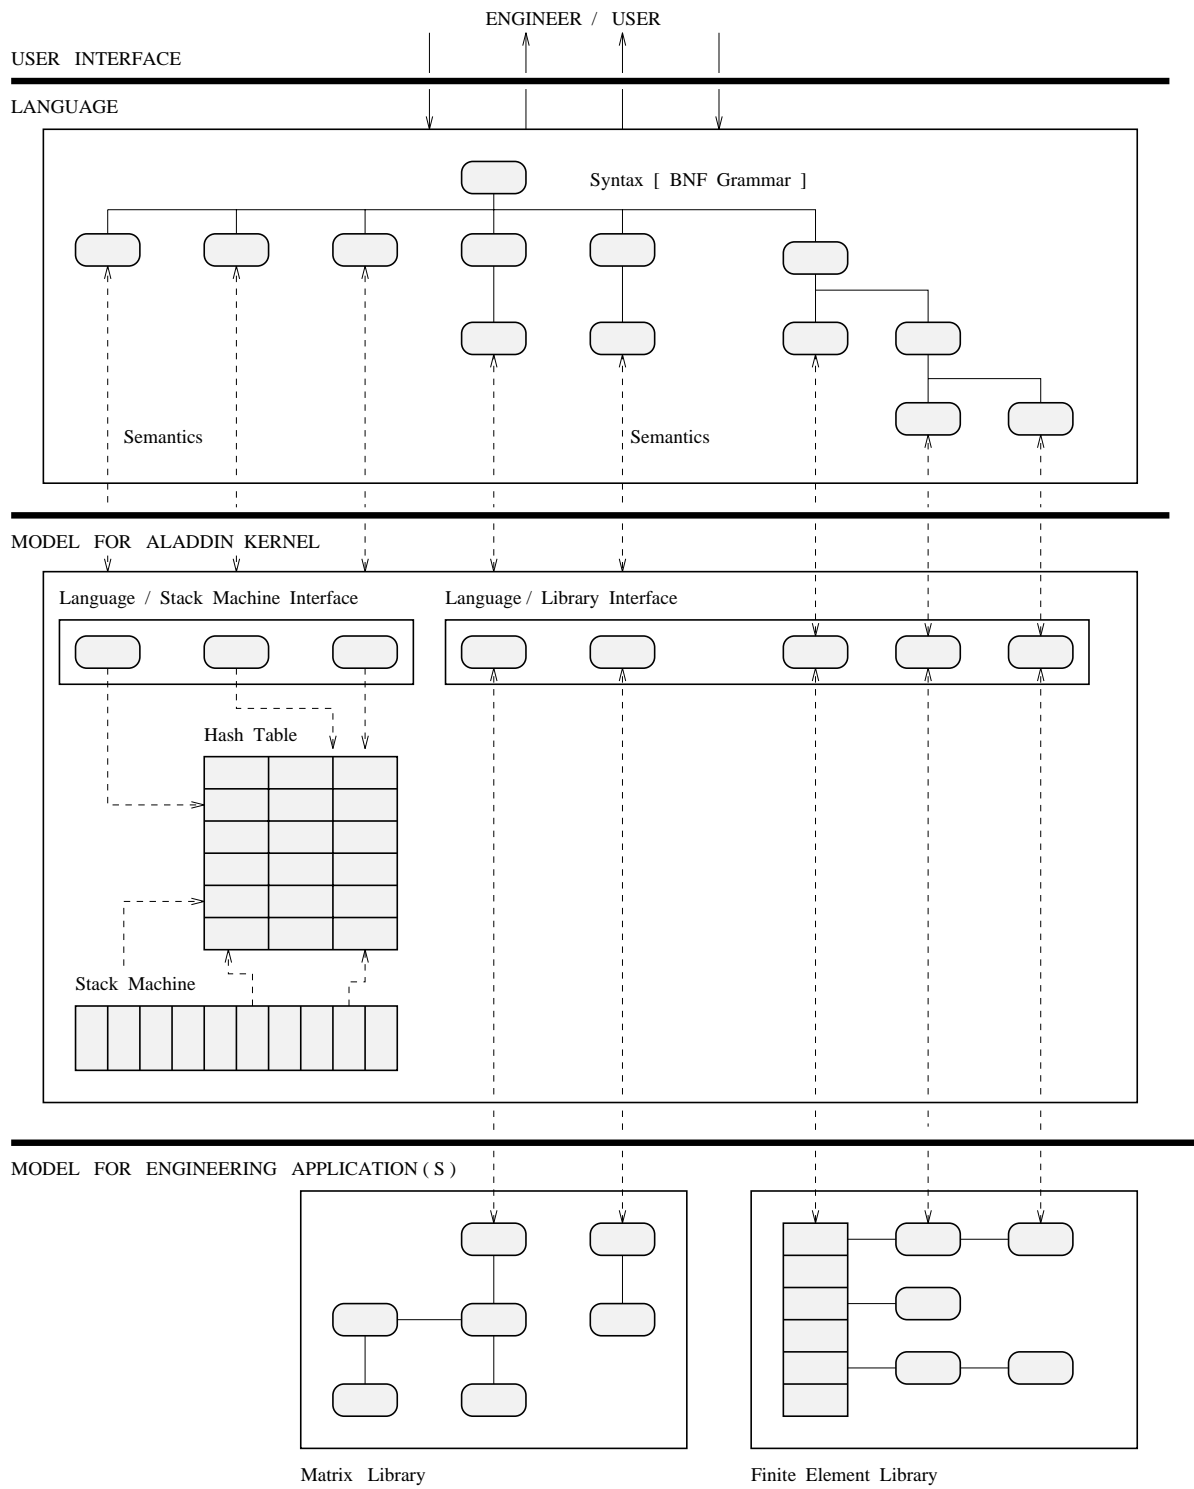 ENGINEER / USER
USER INTERFACE
LANGUAGE
Syntax [ BNF Grammar ]
Semantics
Semantics
MODEL FOR ALADDIN KERNEL
Language / Stack Machine Interface
Language / Library Interface
Hash Table
Stack Machine
MODEL FOR ENGINEERING APPLICATION ( S )
Matrix Library
Finite Element Library